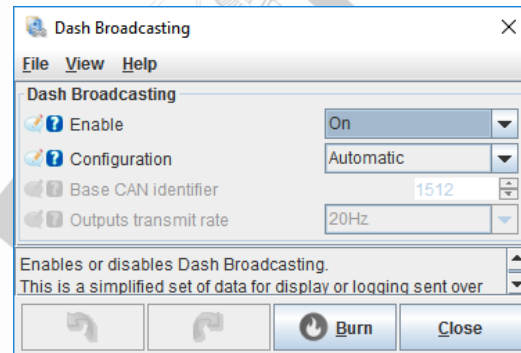 Dash Broadcasting
File View Help
Dash Broadcasting
Enable On
Configuration Automatic
Base CAN identifier 1512
Outputs transmit rate 20Hz
Enables or disables Dash Broadcasting.
This is a simplified set of data for display or logging sent over
Burn Close